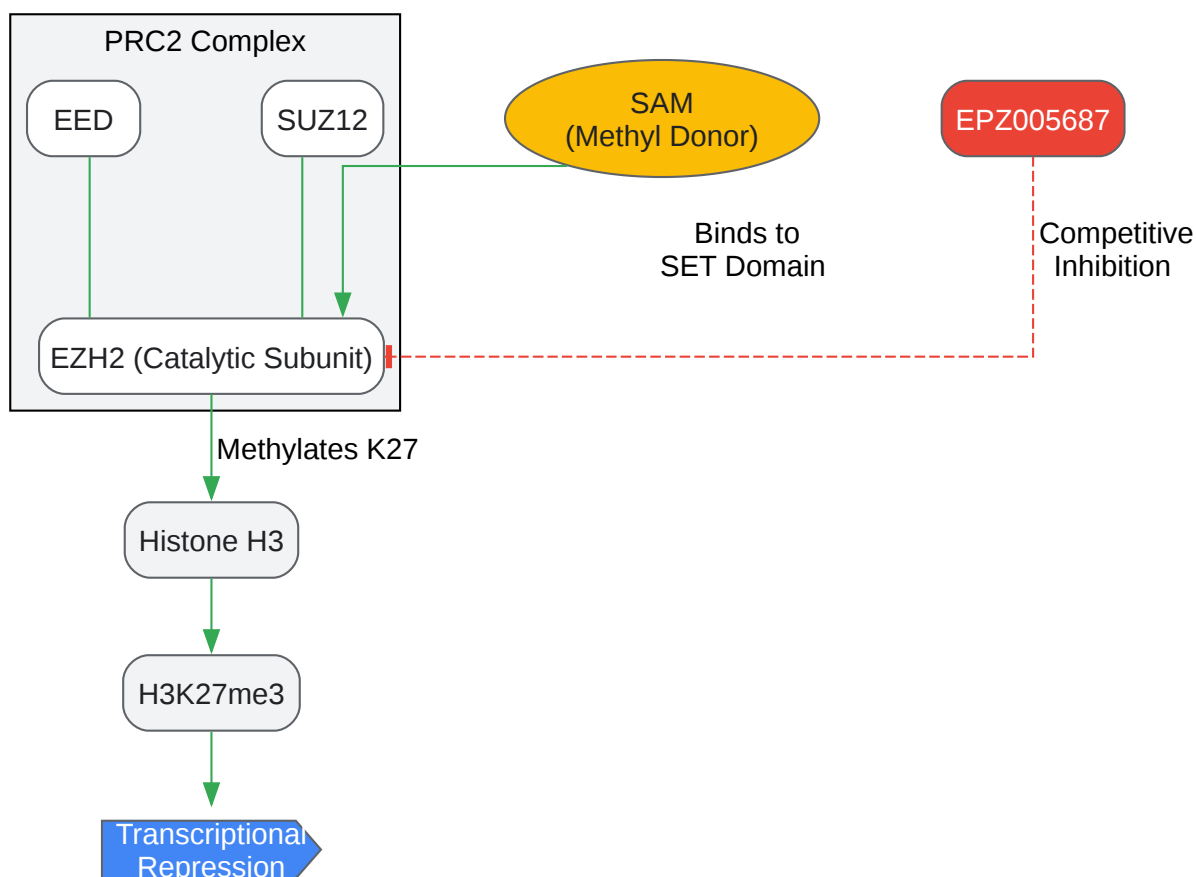 PRC2 Complex
EED
SUZ12
SAM
(Methyl Donor)
EPZ005687
Binds to
SET Domain
Competitive
Inhibition
EZH2 (Catalytic Subunit)
Methylates K27
Histone H3
H3K27me3
Transcriptional
Repression